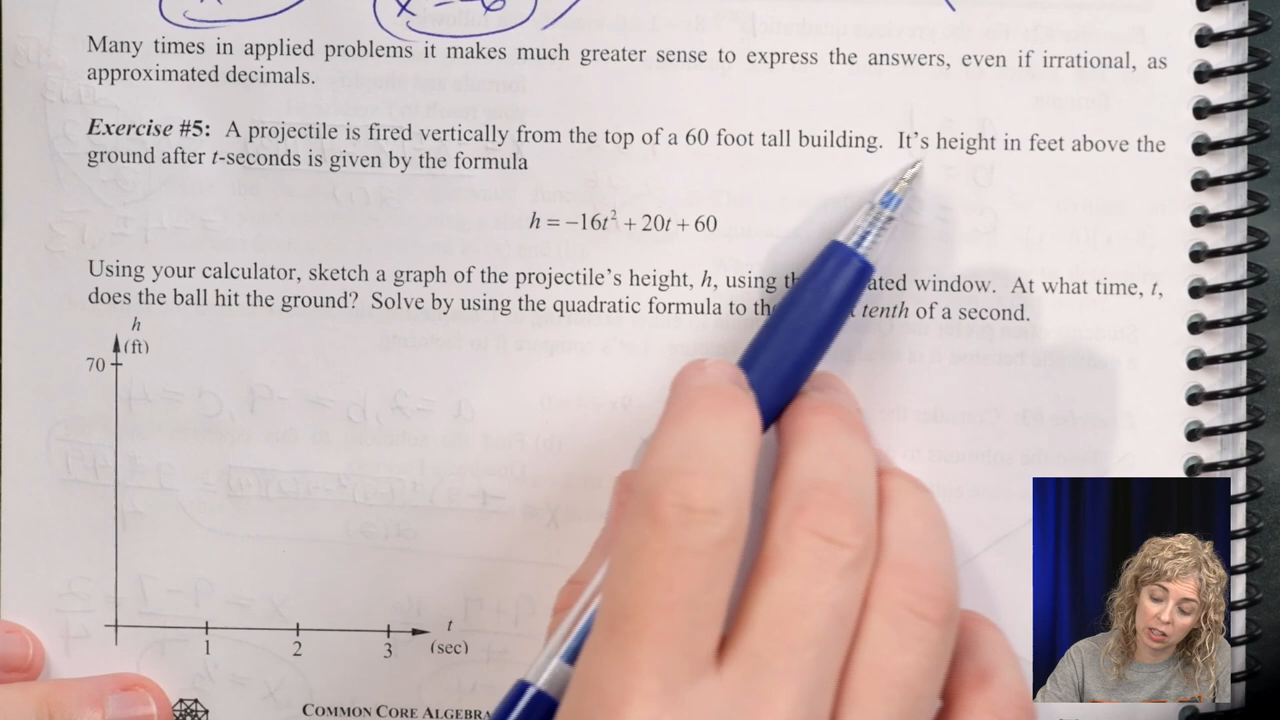 x = -6
Many times in applied problems it makes much greater sense to express the answers, even if irrational, as
approximated decimals.
Exercise #5: A projectile is fired vertically from the top of a 60 foot tall building. It's height in feet above the
ground after t-seconds is given by the formula
h = −16t² + 20t + 60
Using your calculator, sketch a graph of the projectile's height, h, using window. At what time, t,
does the ball hit the ground? Solve by using the quadratic formula to tenth of a second.
h
(ft)
70
t
1 2 3 (sec)
COMMON CORE ALGEBRA